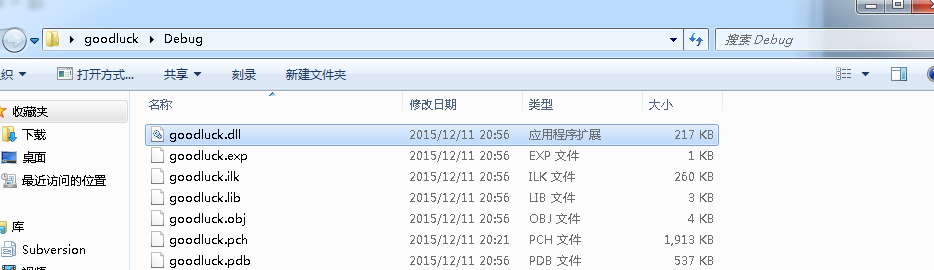 goodluck Debug 搜索 Debug
织 打开方式... 共享 刻录 新建文件夹
收藏夹
下载
桌面
最近访问的位置
库
Subversion
名称 修改日期 类型 大小
goodluck.dll 2015/12/11 20:56 应用程序扩展 217 KB
goodluck.exp 2015/12/11 20:56 EXP 文件 1 KB
goodluck.ilk 2015/12/11 20:56 ILK 文件 260 KB
goodluck.lib 2015/12/11 20:56 LIB 文件 3 KB
goodluck.obj 2015/12/11 20:56 OBJ 文件 4 KB
goodluck.pch 2015/12/11 20:21 PCH 文件 1,913 KB
goodluck.pdb 2015/12/11 20:56 PDB 文件 537 KB